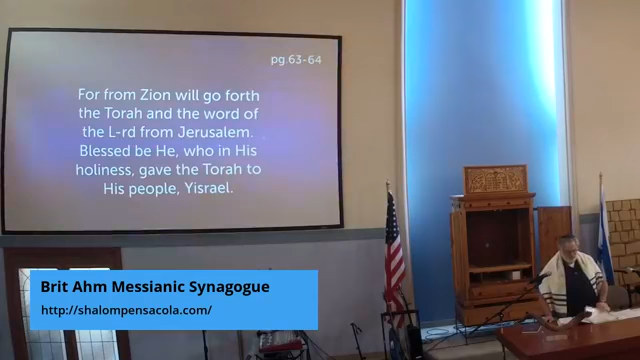 pg 63-64
For from Zion will go forth
the Torah and the word of
the L-rd from Jerusalem.
Blessed be He, who in His
holiness, gave the Torah to
His people, Yisrael.
Brit Ahm Messianic Synagogue
http://shalompensacola.com/